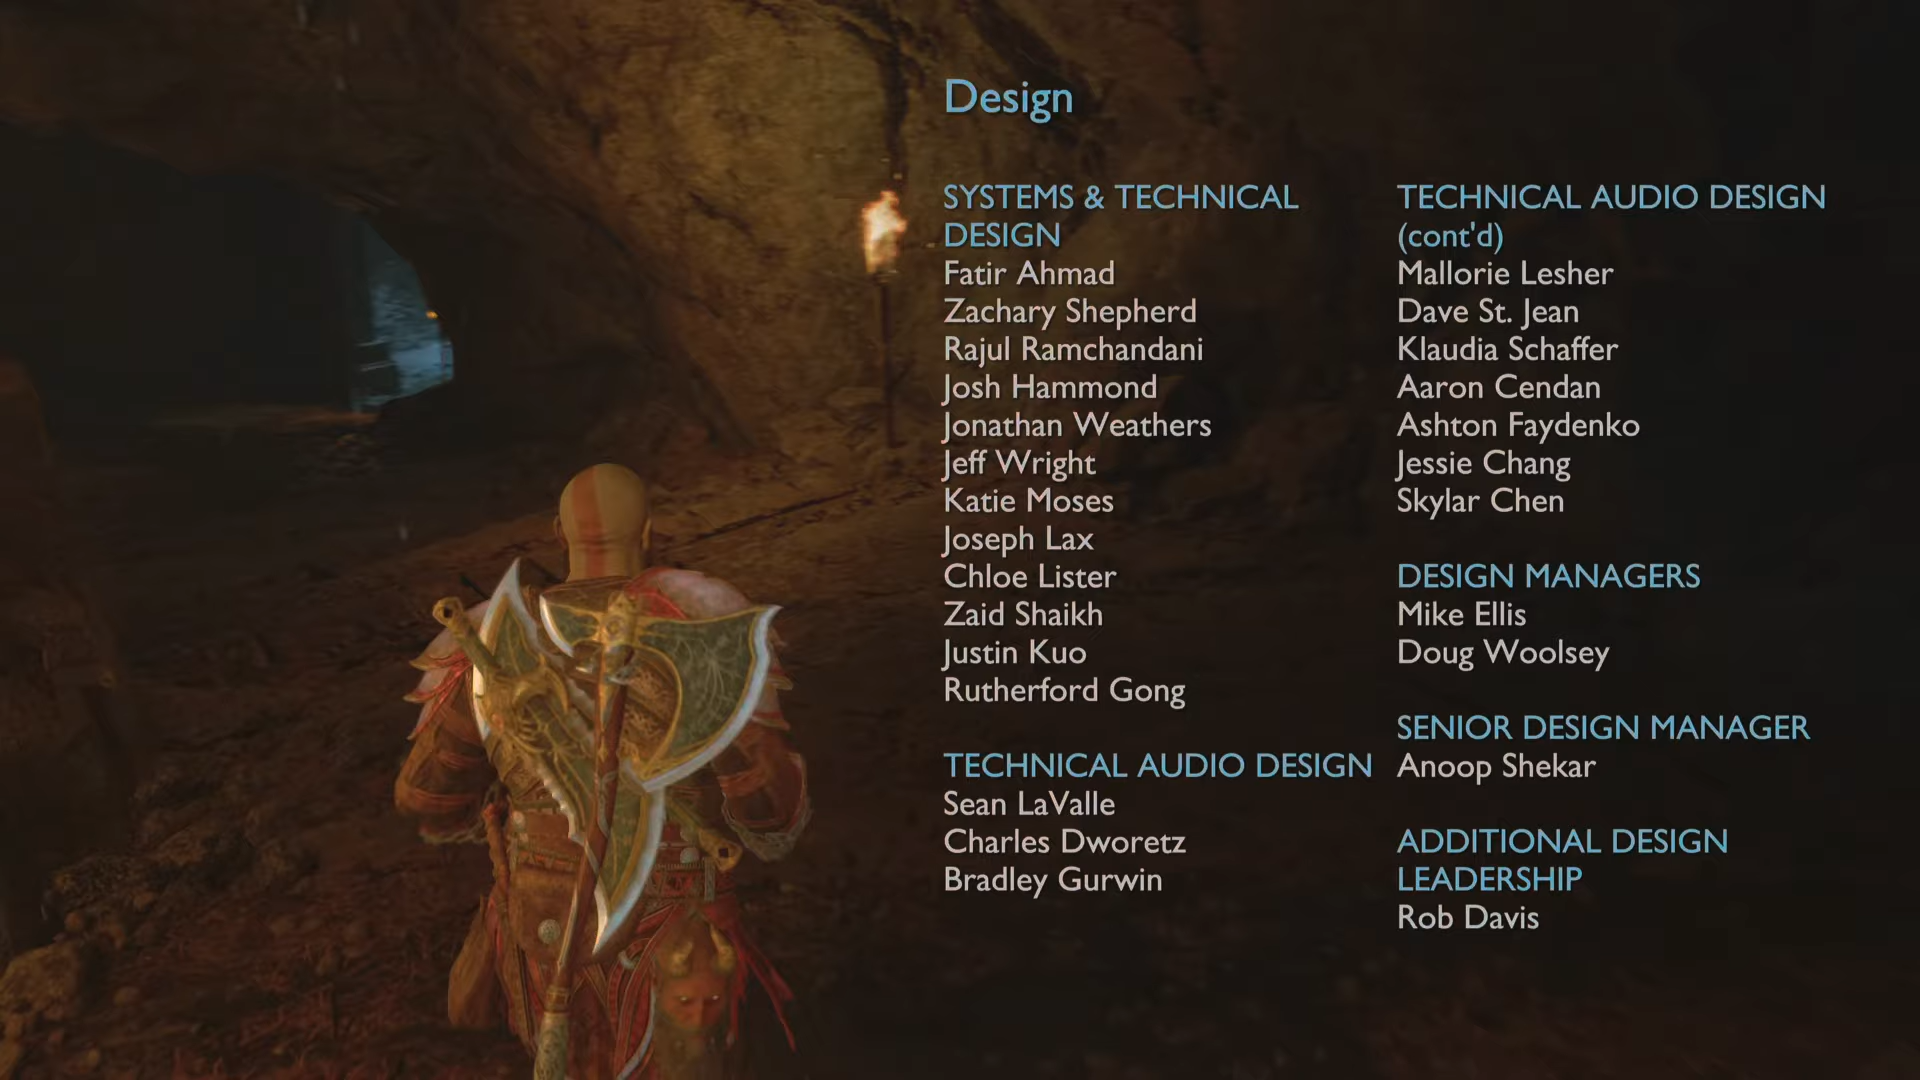 Design
SYSTEMS & TECHNICAL
DESIGN
Fatir Ahmad
Zachary Shepherd
Rajul Ramchandani
Josh Hammond
Jonathan Weathers
Jeff Wright
Katie Moses
Joseph Lax
Chloe Lister
Zaid Shaikh
Justin Kuo
Rutherford Gong
TECHNICAL AUDIO DESIGN
Sean LaValle
Charles Dworetz
Bradley Gurwin
TECHNICAL AUDIO DESIGN
(cont'd)
Mallorie Lesher
Dave St. Jean
Klaudia Schaffer
Aaron Cendan
Ashton Faydenko
Jessie Chang
Skylar Chen
DESIGN MANAGERS
Mike Ellis
Doug Woolsey
SENIOR DESIGN MANAGER
Anoop Shekar
ADDITIONAL DESIGN
LEADERSHIP
Rob Davis